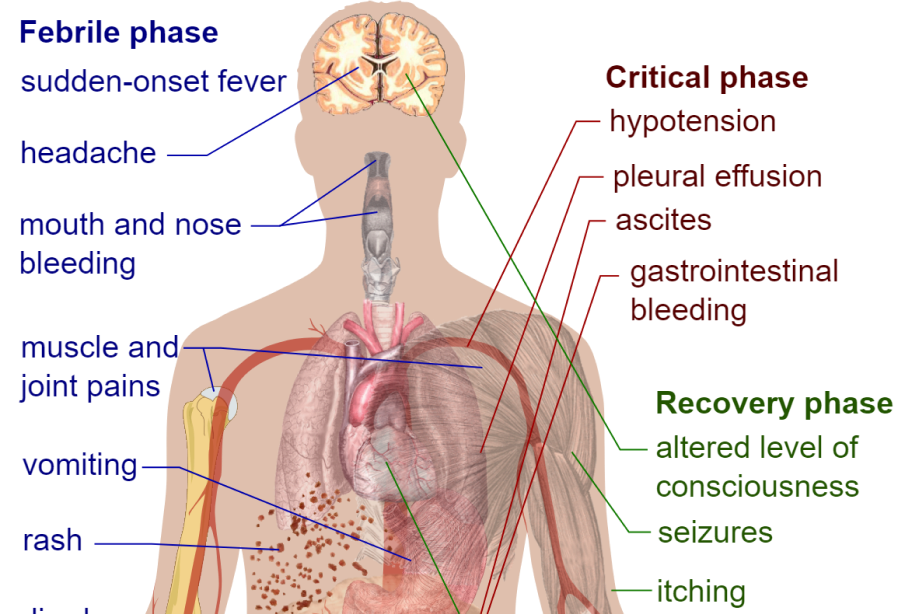 Febrile phase
sudden-onset fever
headache
mouth and nose
bleeding
muscle and
joint pains
vomiting
rash
Critical phase
hypotension
pleural effusion
ascites
gastrointestinal
bleeding
Recovery phase
altered level of
consciousness
seizures
itching